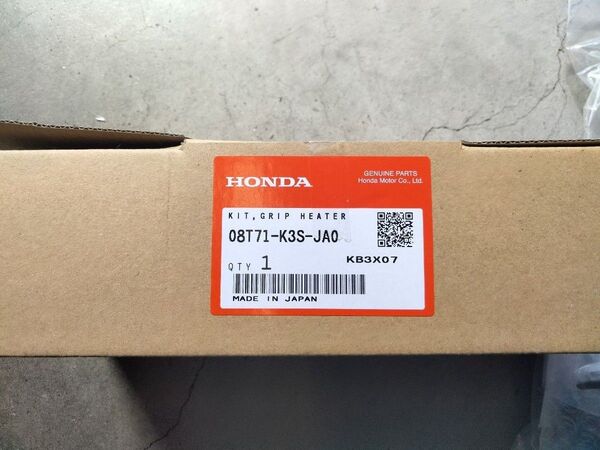 HONDA
GENUINE PARTS
Honda Motor Co., Ltd.
KIT,GRIP HEATER
08T71-K3S-JA0
QTY 1
KB3X07
MADE IN JAPAN